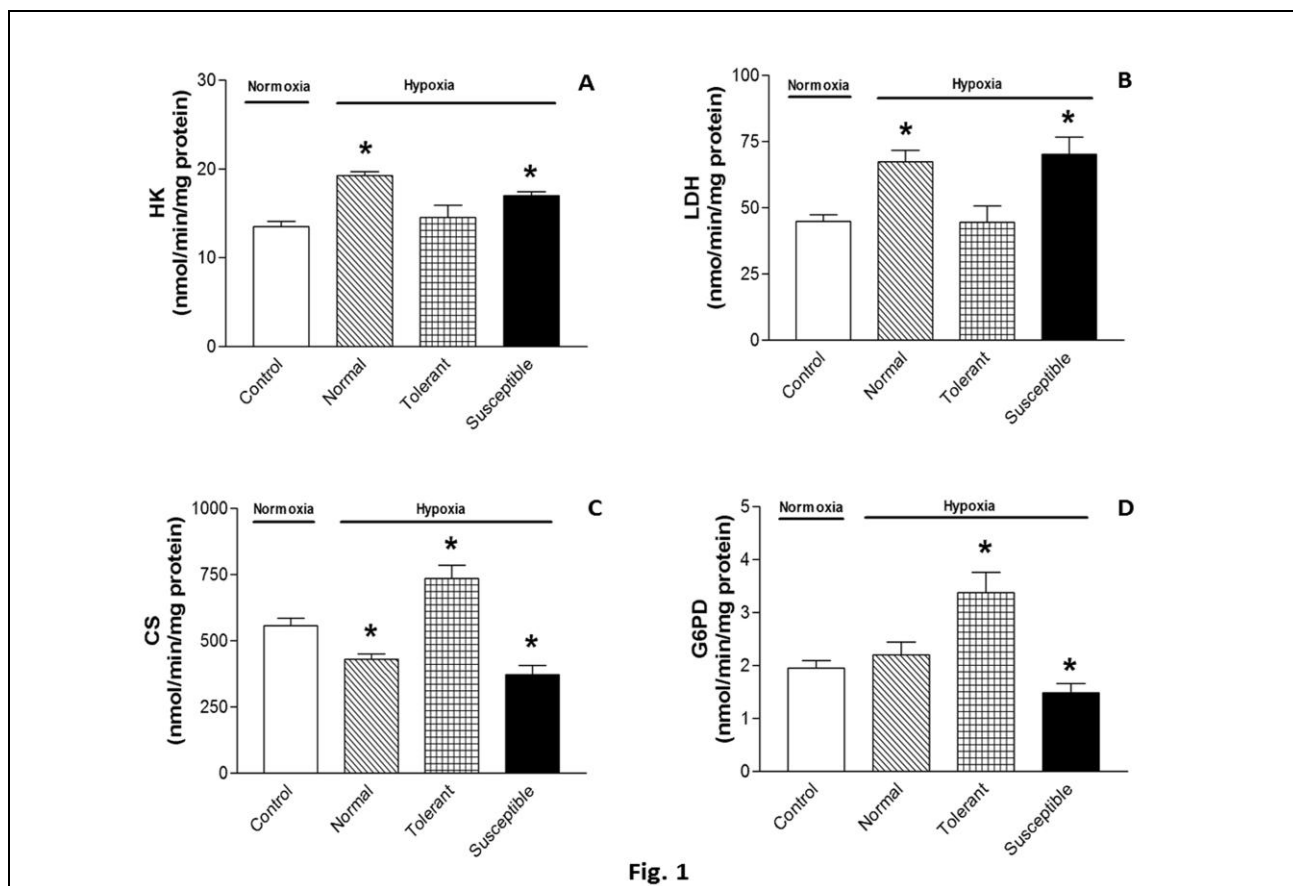 Normoxia Hypoxia A
HK
(nmol/min/mg protein)
30
20
10
0
*
*
Control Normal Tolerant Susceptible
Normoxia Hypoxia B
LDH
(nmo/min/mg protein)
100
75
50
25
0
*
*
Control Normal Tolerant Susceptible
Normoxia Hypoxia C
CS
(nmol/min/mg protein)
1000
750
500
250
0
*
*
*
Control Normal Tolerant Susceptible
Normoxia Hypoxia D
G6PD
(nmol/min/mg protein)
5
4
3
2
1
0
*
*
Control Normal Tolerant Susceptible
Fig. 1